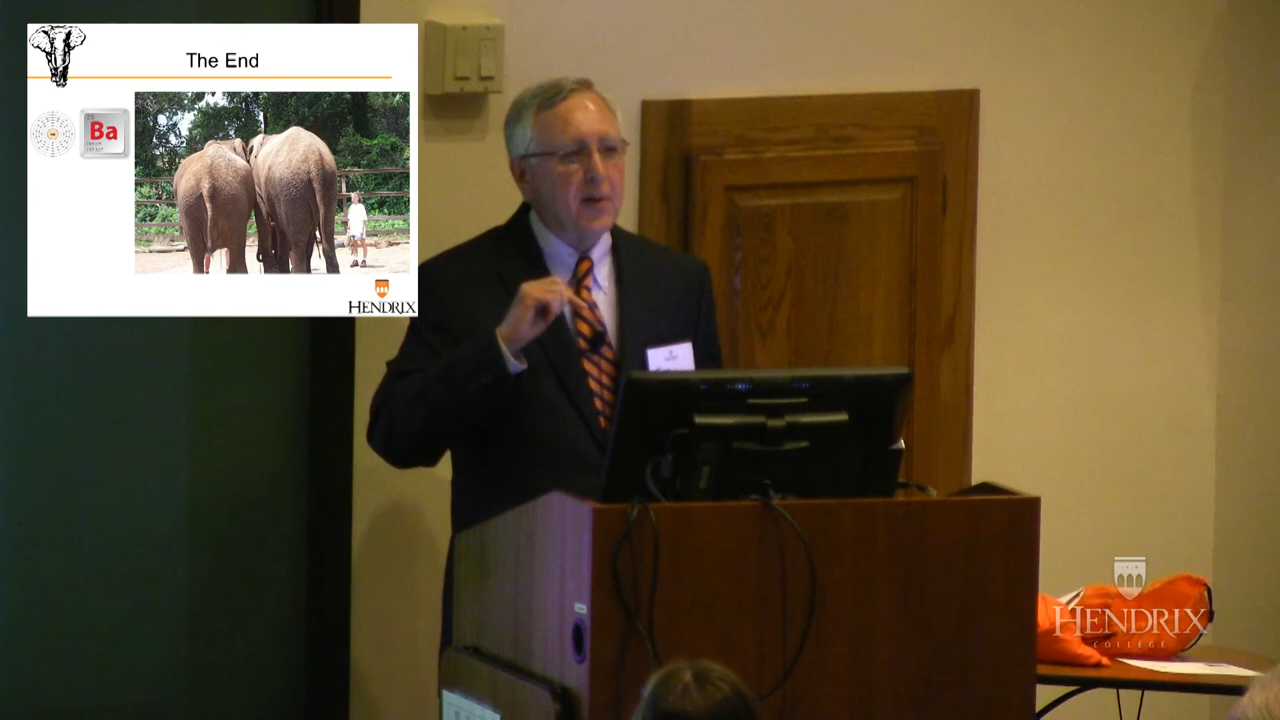 The End
Ba
HENDRIX
HENDRIX
COLLEGE